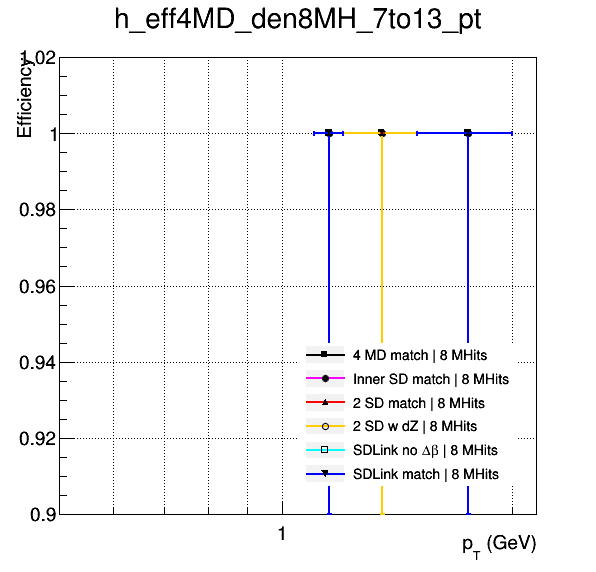 h_eff4MD_den8MH_7to13_pt
Efficiency
1.02
1
0.98
0.96
0.94
0.92
0.9
4 MD match | 8 MHits
Inner SD match | 8 MHits
2 SD match | 8 MHits
2 SD w dZ | 8 MHits
SDLink no Δβ | 8 MHits
SDLink match | 8 MHits
1
p_T (GeV)